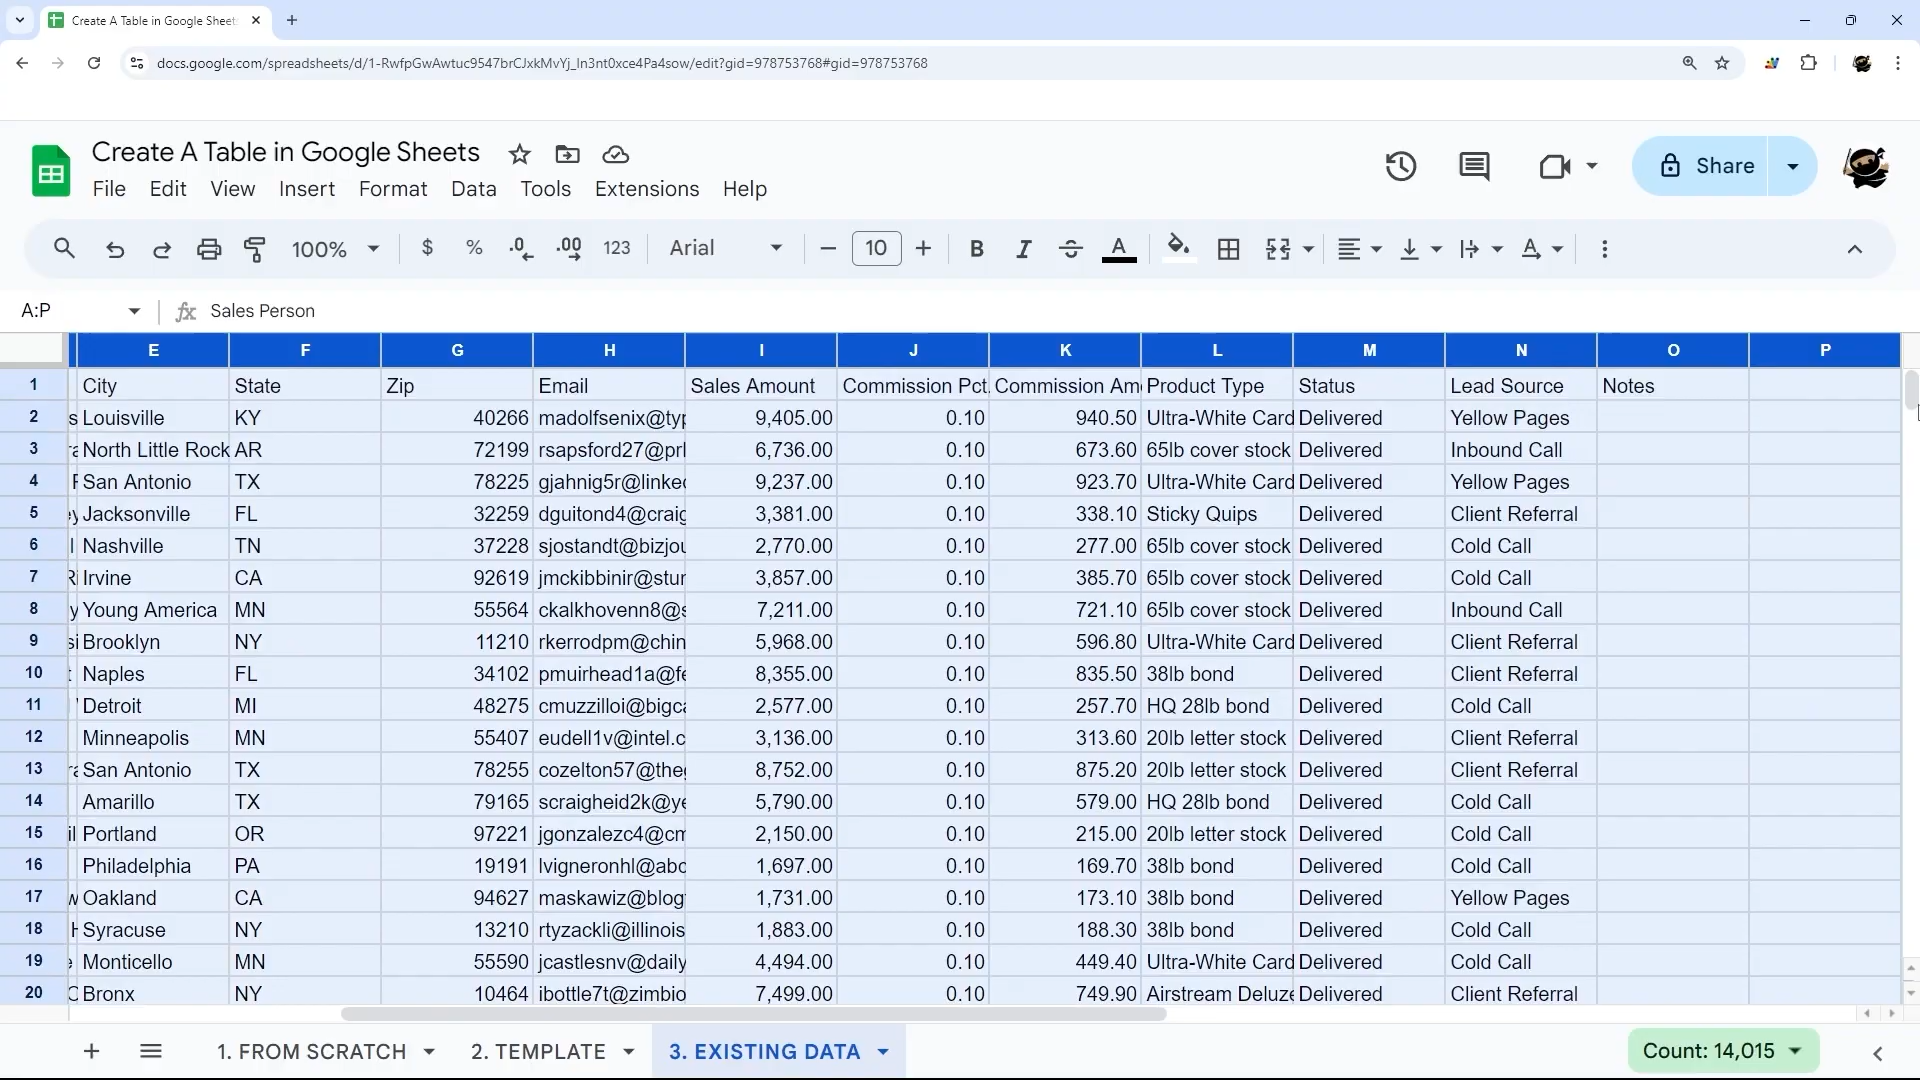 Create A Table in Google Sheet
docs.google.com/spreadsheets/d/1-RwfpGwAwtuc9547brCJxkMvYj_In3nt0xce4Pa4sow/edit?gid=978753768#gid=978753768
Create A Table in Google Sheets
File Edit View Insert Format Data Tools Extensions Help
Share
100% $ % .0 .00 123 Arial 10 B I A
A:P fx Sales Person
E F G H I J K L M N O P
1 City State Zip Email Sales Amount Commission Pct. Commission Am Product Type Status Lead Source Notes
2 s Louisville KY 40266 madolfsenix@typ 9,405.00 0.10 940.50 Ultra-White Card Delivered Yellow Pages
3 North Little Rock AR 72199 rsapsford27@prl 6,736.00 0.10 673.60 65lb cover stock Delivered Inbound Call
4 San Antonio TX 78225 gjahnig5r@linke 9,237.00 0.10 923.70 Ultra-White Card Delivered Yellow Pages
5 Jacksonville FL 32259 dguitond4@craig 3,381.00 0.10 338.10 Sticky Quips Delivered Client Referral
6 Nashville TN 37228 sjostandt@bizjou 2,770.00 0.10 277.00 65lb cover stock Delivered Cold Call
7 Irvine CA 92619 jmckibbinir@stur 3,857.00 0.10 385.70 65lb cover stock Delivered Cold Call
8 y Young America MN 55564 ckalkhovenn8@s 7,211.00 0.10 721.10 65lb cover stock Delivered Inbound Call
9 si Brooklyn NY 11210 rkerrodpm@chin 5,968.00 0.10 596.80 Ultra-White Card Delivered Client Referral
10 t Naples FL 34102 pmuirhead1a@fe 8,355.00 0.10 835.50 38lb bond Delivered Client Referral
11 Detroit MI 48275 cmuzzilloi@bigca 2,577.00 0.10 257.70 HQ 28lb bond Delivered Cold Call
12 Minneapolis MN 55407 eudell1v@intel.c 3,136.00 0.10 313.60 20lb letter stock Delivered Client Referral
13 San Antonio TX 78255 cozelton57@the 8,752.00 0.10 875.20 20lb letter stock Delivered Client Referral
14 Amarillo TX 79165 scraigheid2k@ye 5,790.00 0.10 579.00 HQ 28lb bond Delivered Cold Call
15 il Portland OR 97221 jgonzalezc4@cm 2,150.00 0.10 215.00 20lb letter stock Delivered Cold Call
16 Philadelphia PA 19191 lvigneronhl@abc 1,697.00 0.10 169.70 38lb bond Delivered Cold Call
17 Oakland CA 94627 maskawiz@blog 1,731.00 0.10 173.10 38lb bond Delivered Yellow Pages
18 Syracuse NY 13210 rtyzackli@illinois 1,883.00 0.10 188.30 38lb bond Delivered Cold Call
19 Monticello MN 55590 jcastlesnv@daily 4,494.00 0.10 449.40 Ultra-White Card Delivered Cold Call
20 Bronx NY 10464 ibottle7t@zimbio 7,499.00 0.10 749.90 Airstream Deluxe Delivered Client Referral
1. FROM SCRATCH 2. TEMPLATE 3. EXISTING DATA Count: 14,015